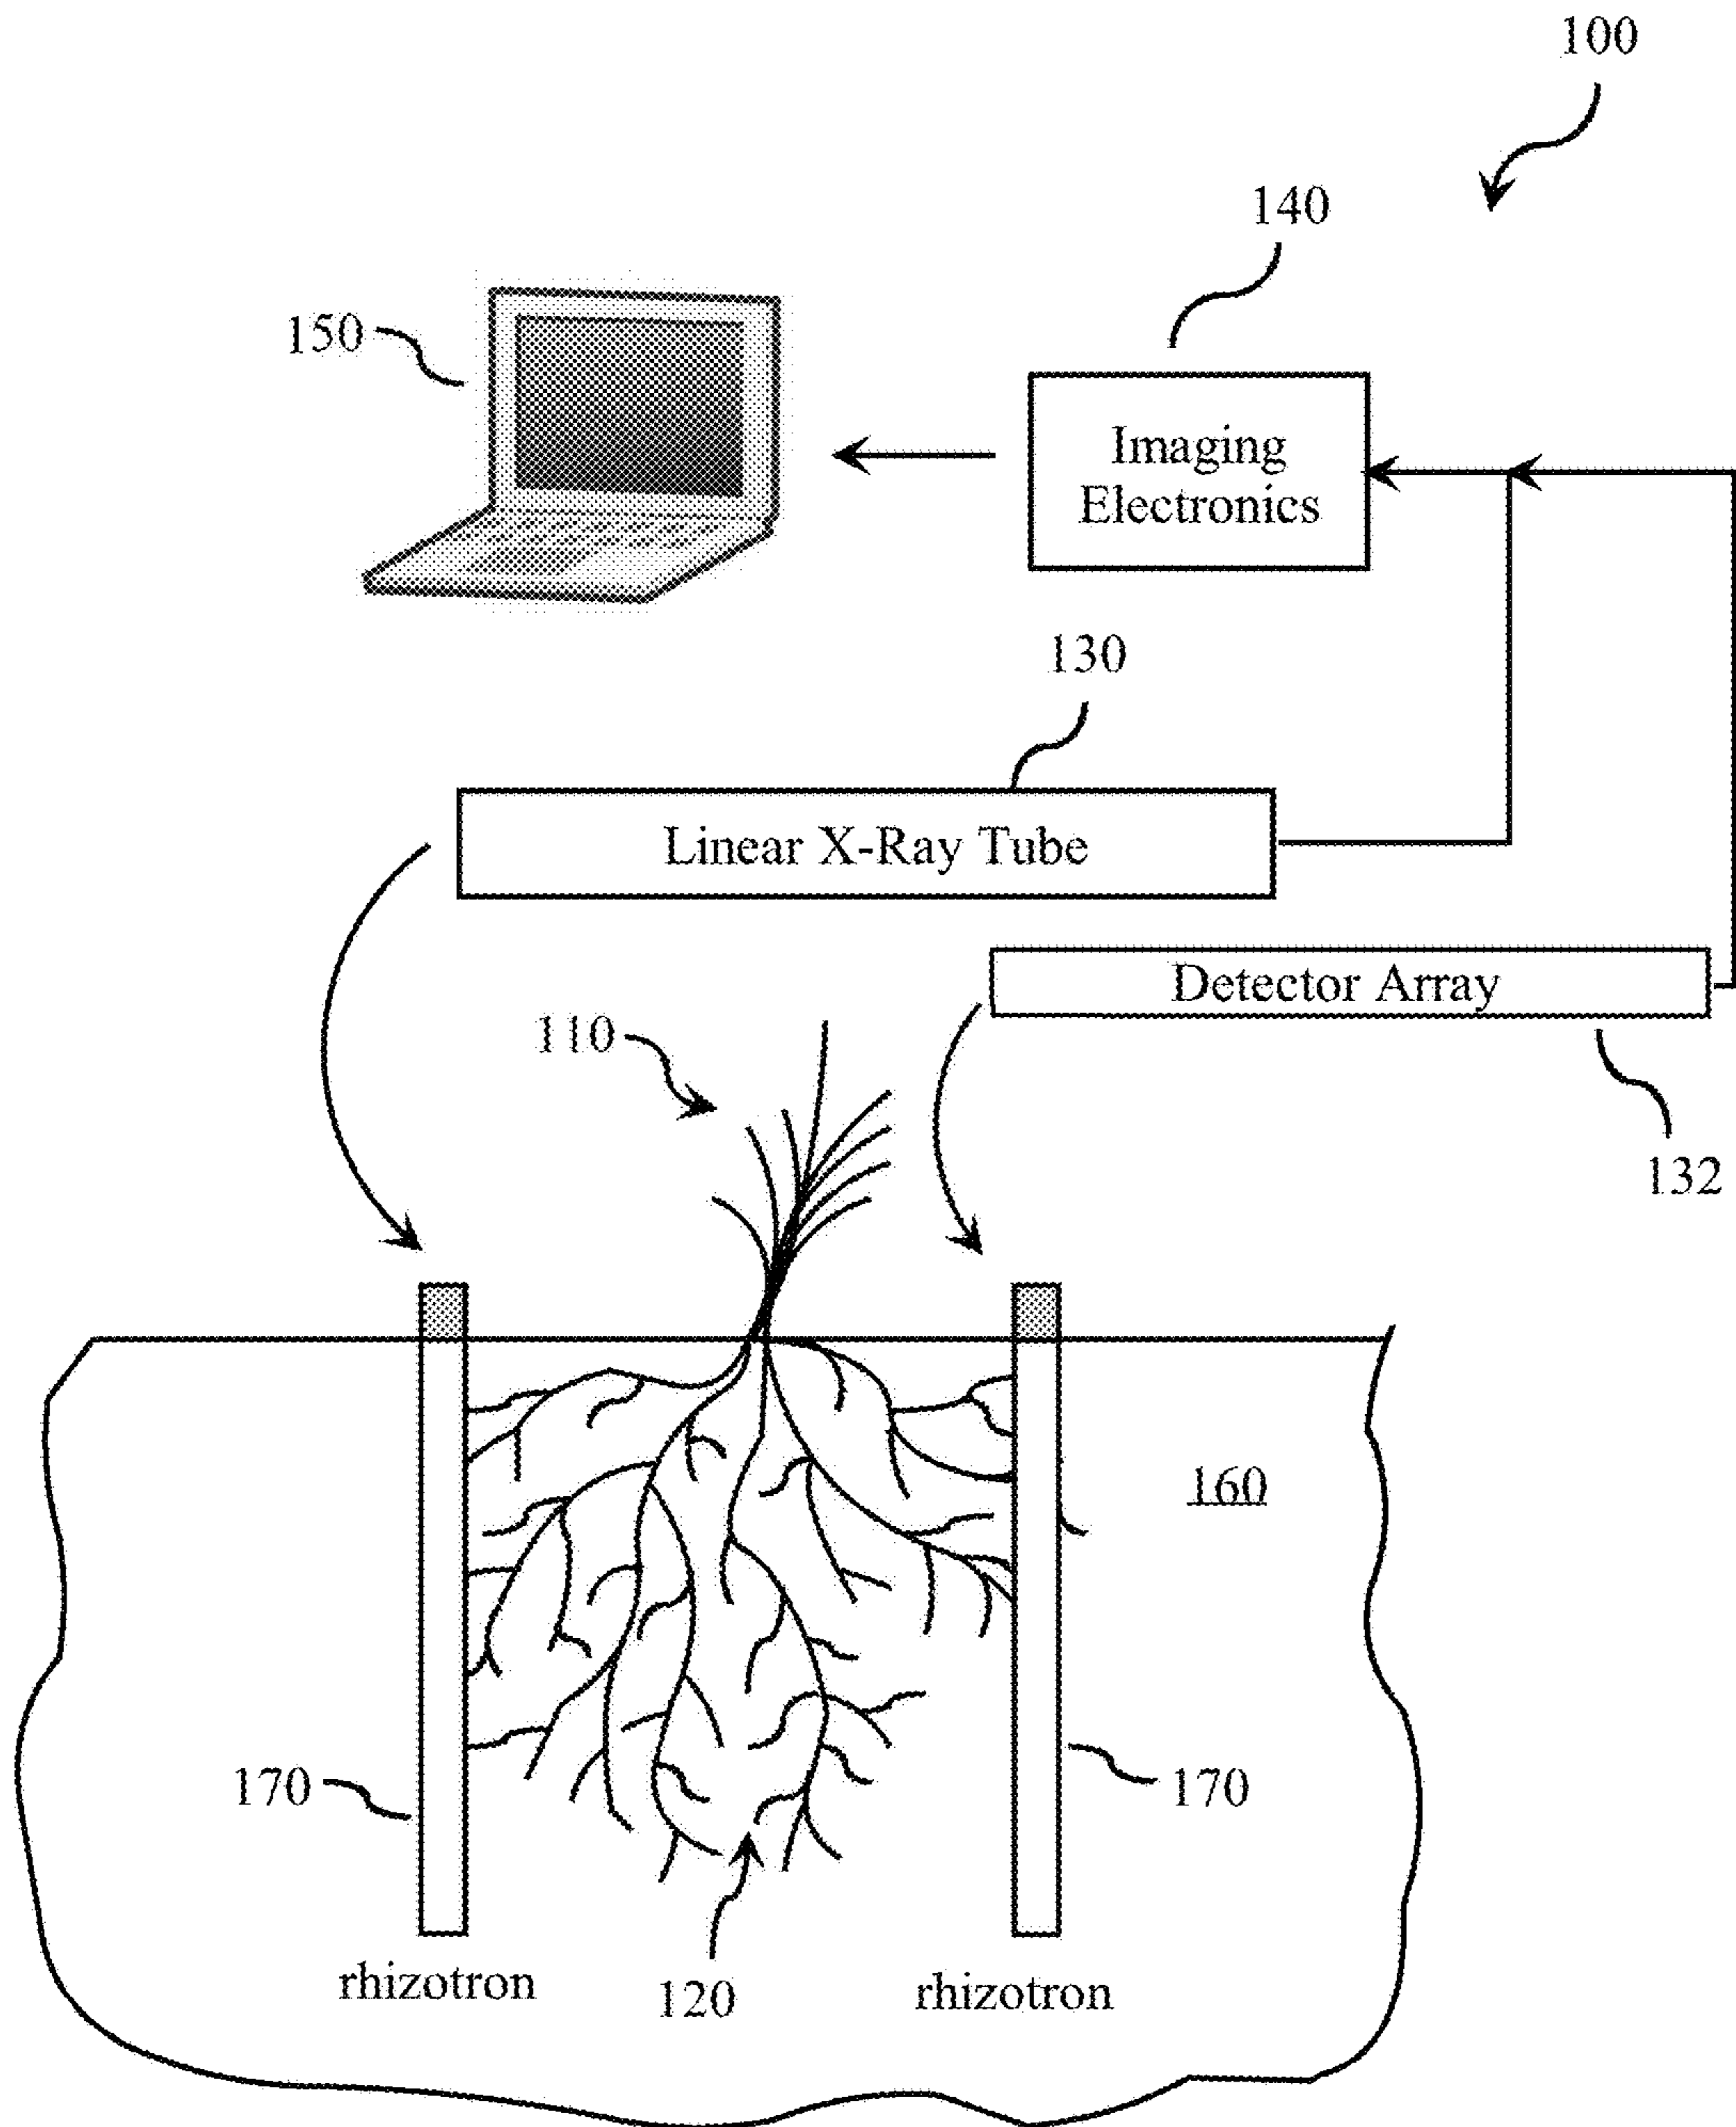 100
140
150
Imaging
Electronics
130
Linear X-Ray Tube
Detector Array
110
132
160
170
170
rhizotron
120
rhizotron